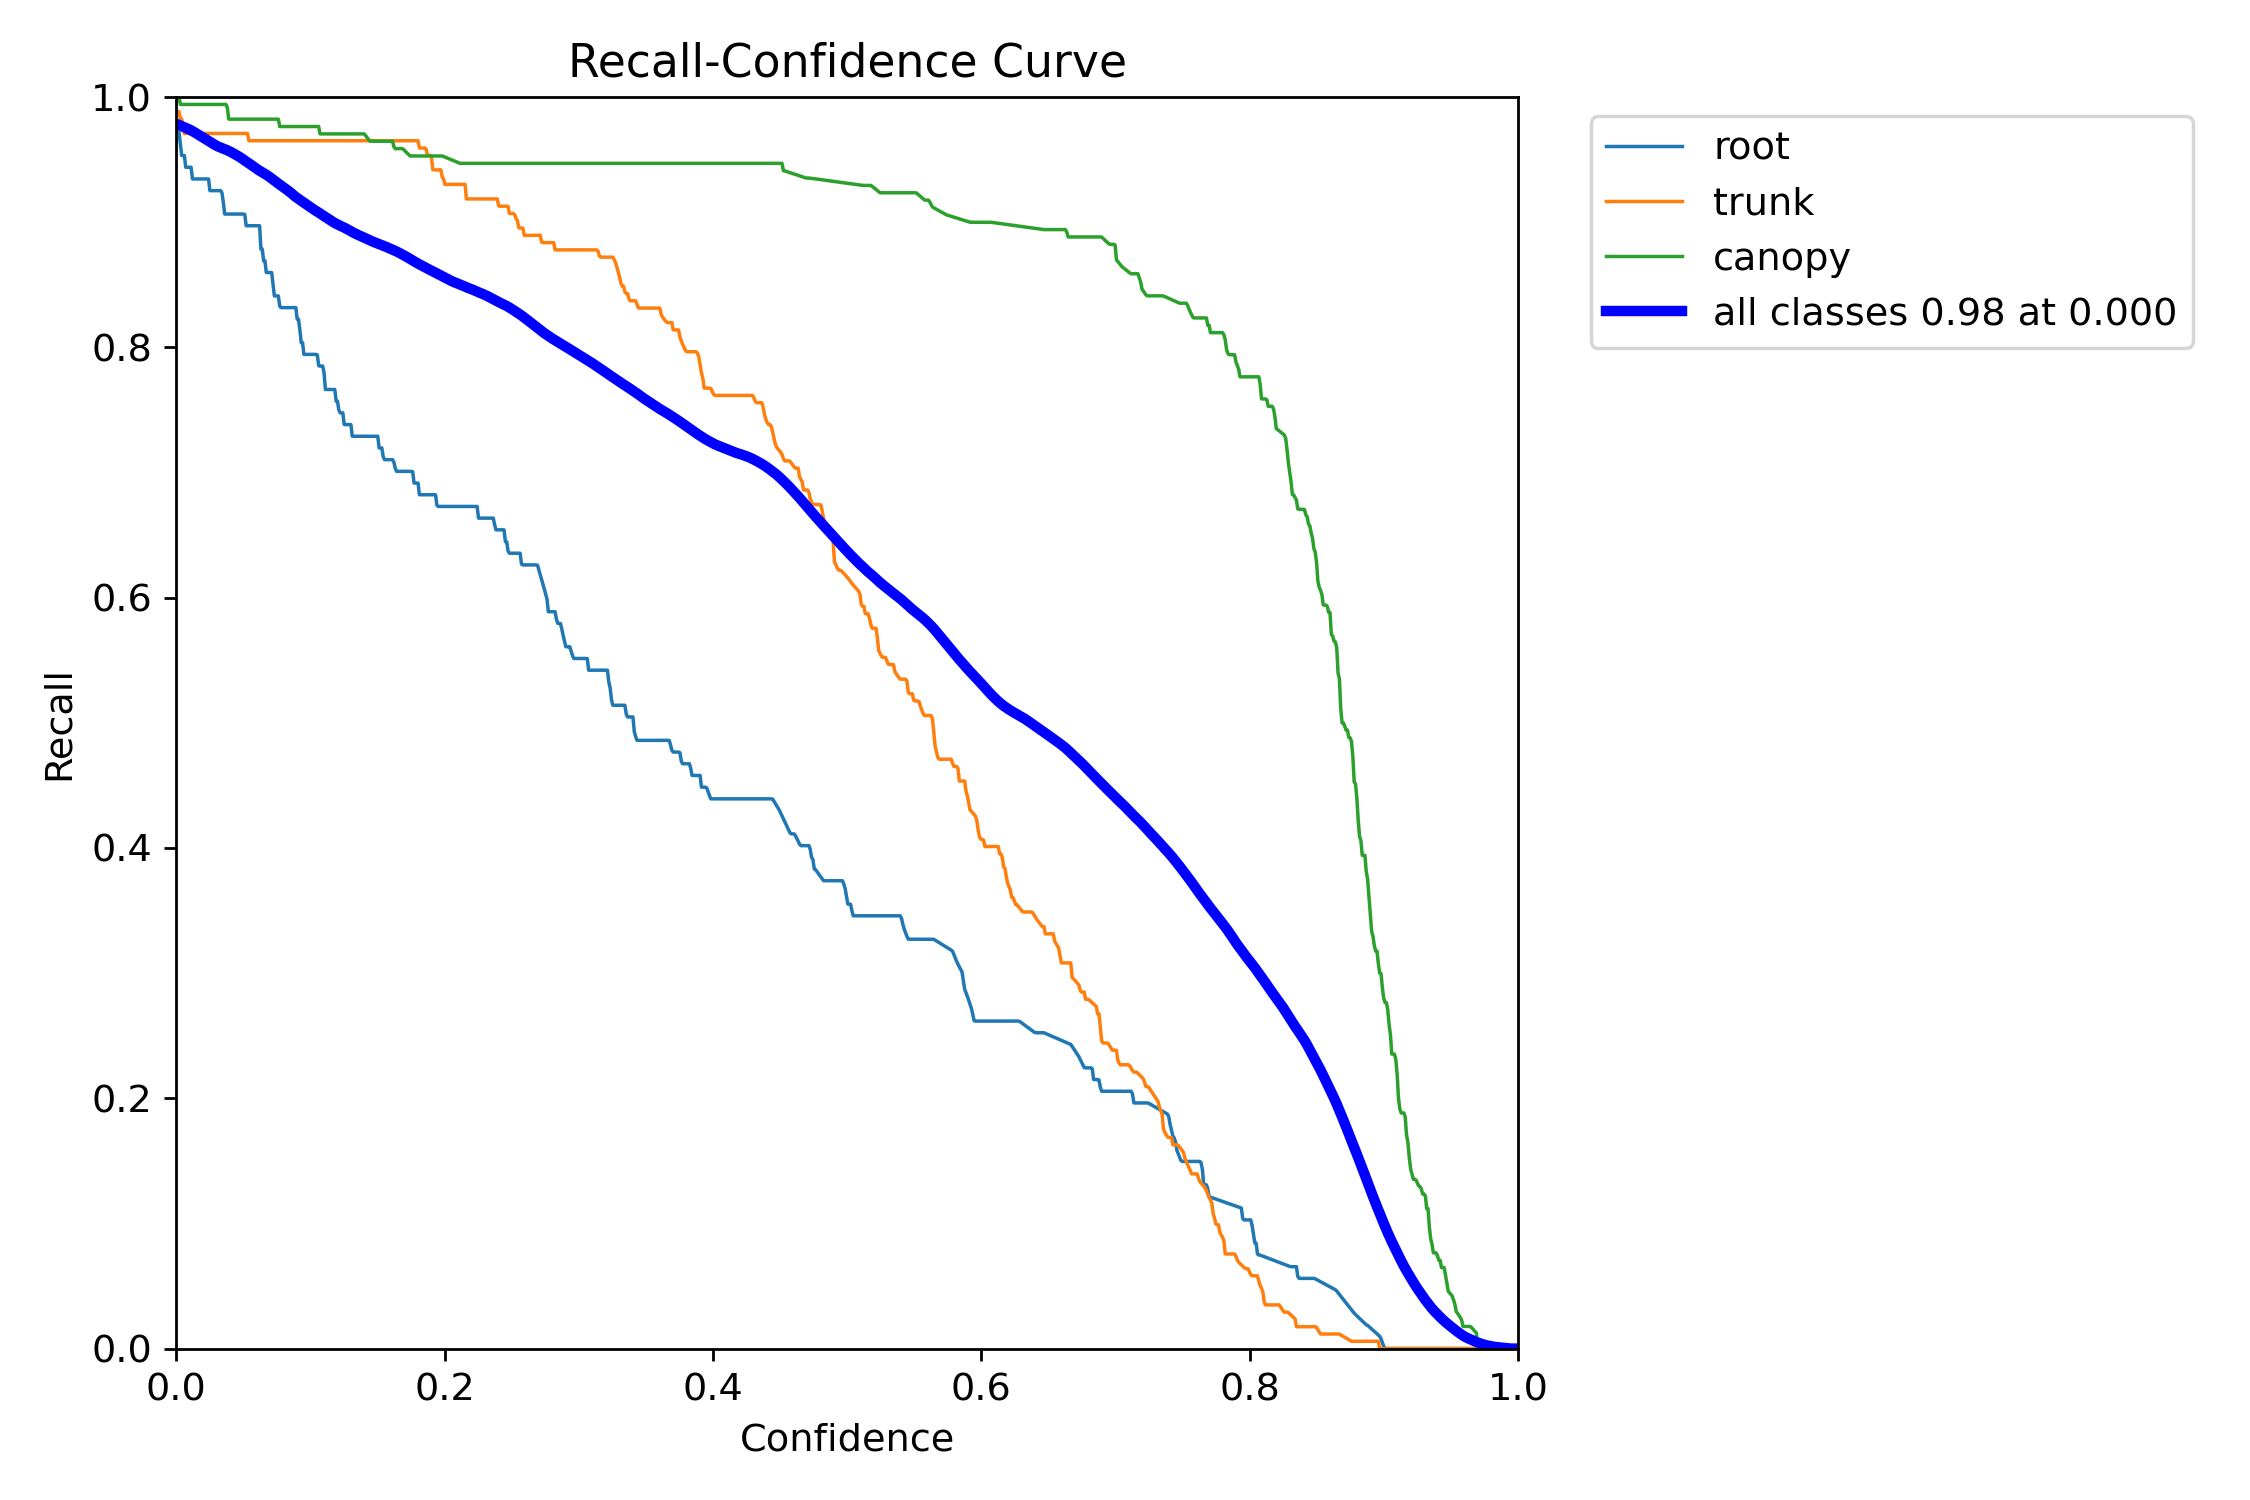 Recall-Confidence Curve
1.0
0.8
0.6
0.4
0.2
0.0
Recall
0.0 0.2 0.4 0.6 0.8 1.0
Confidence
root
trunk
canopy
all classes 0.98 at 0.000